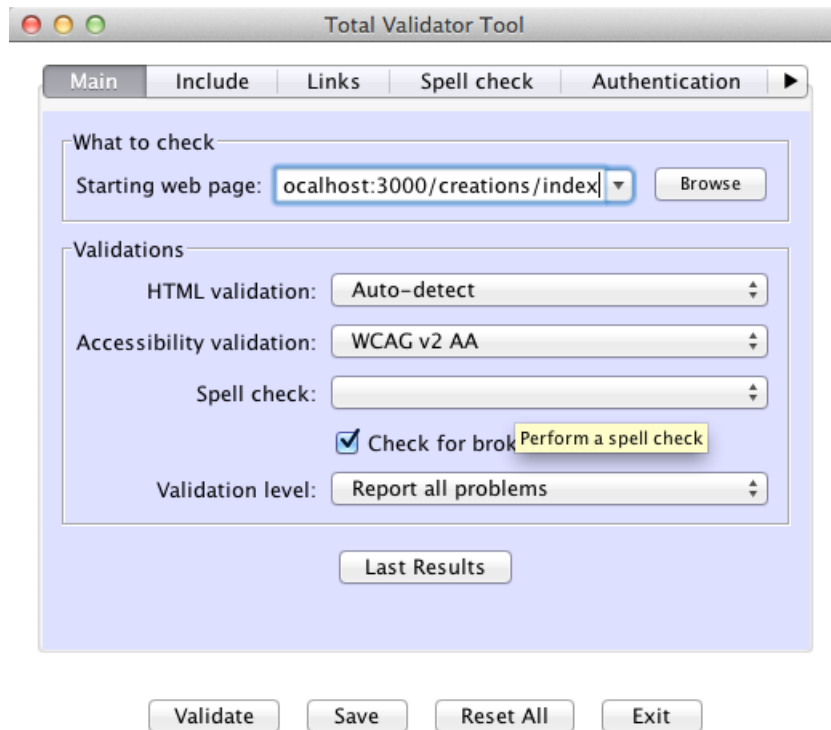 Total Validator Tool
Main Include Links Spell check Authentication
What to check
Starting web page: ocalhost:3000/creations/index Browse
Validations
HTML validation: Auto-detect
Accessibility validation: WCAG v2 AA
Spell check:
Check for brok Perform a spell check
Validation level: Report all problems
Last Results
Validate Save Reset All Exit